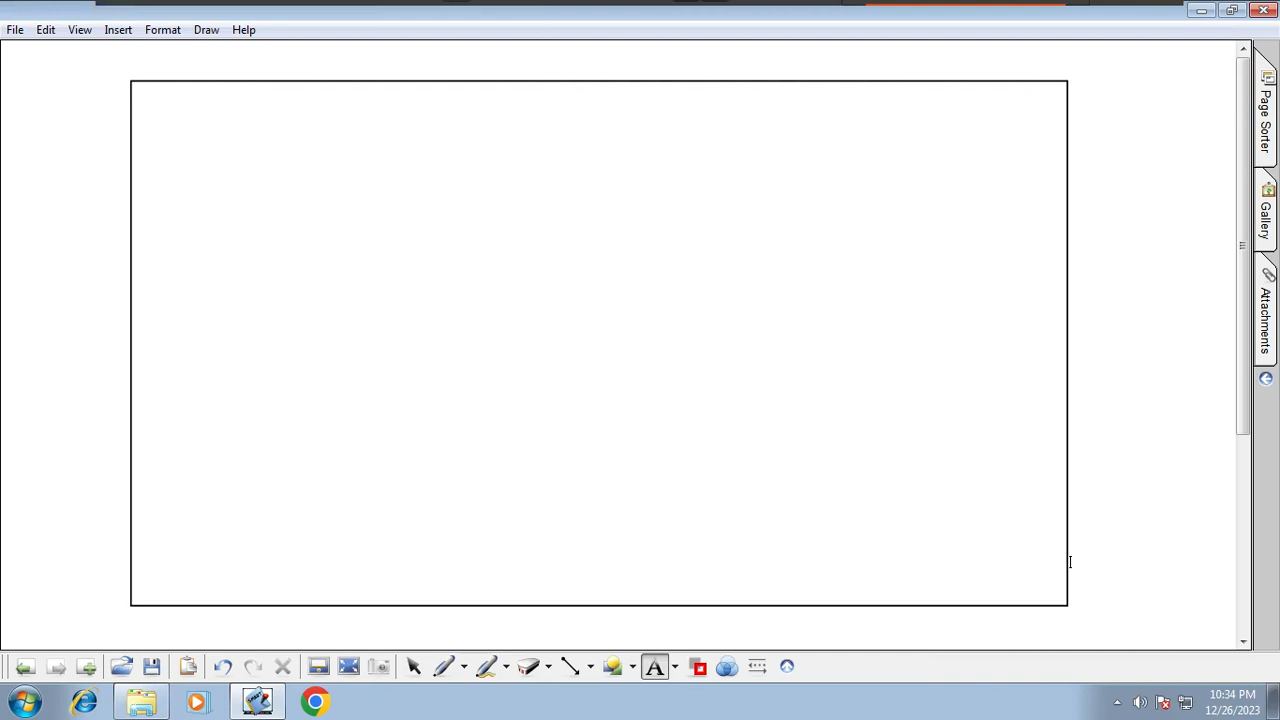 File Edit View Insert Format Draw Help
Page Sorter
Gallery
Attachments
A
10:34 PM
12/26/2023